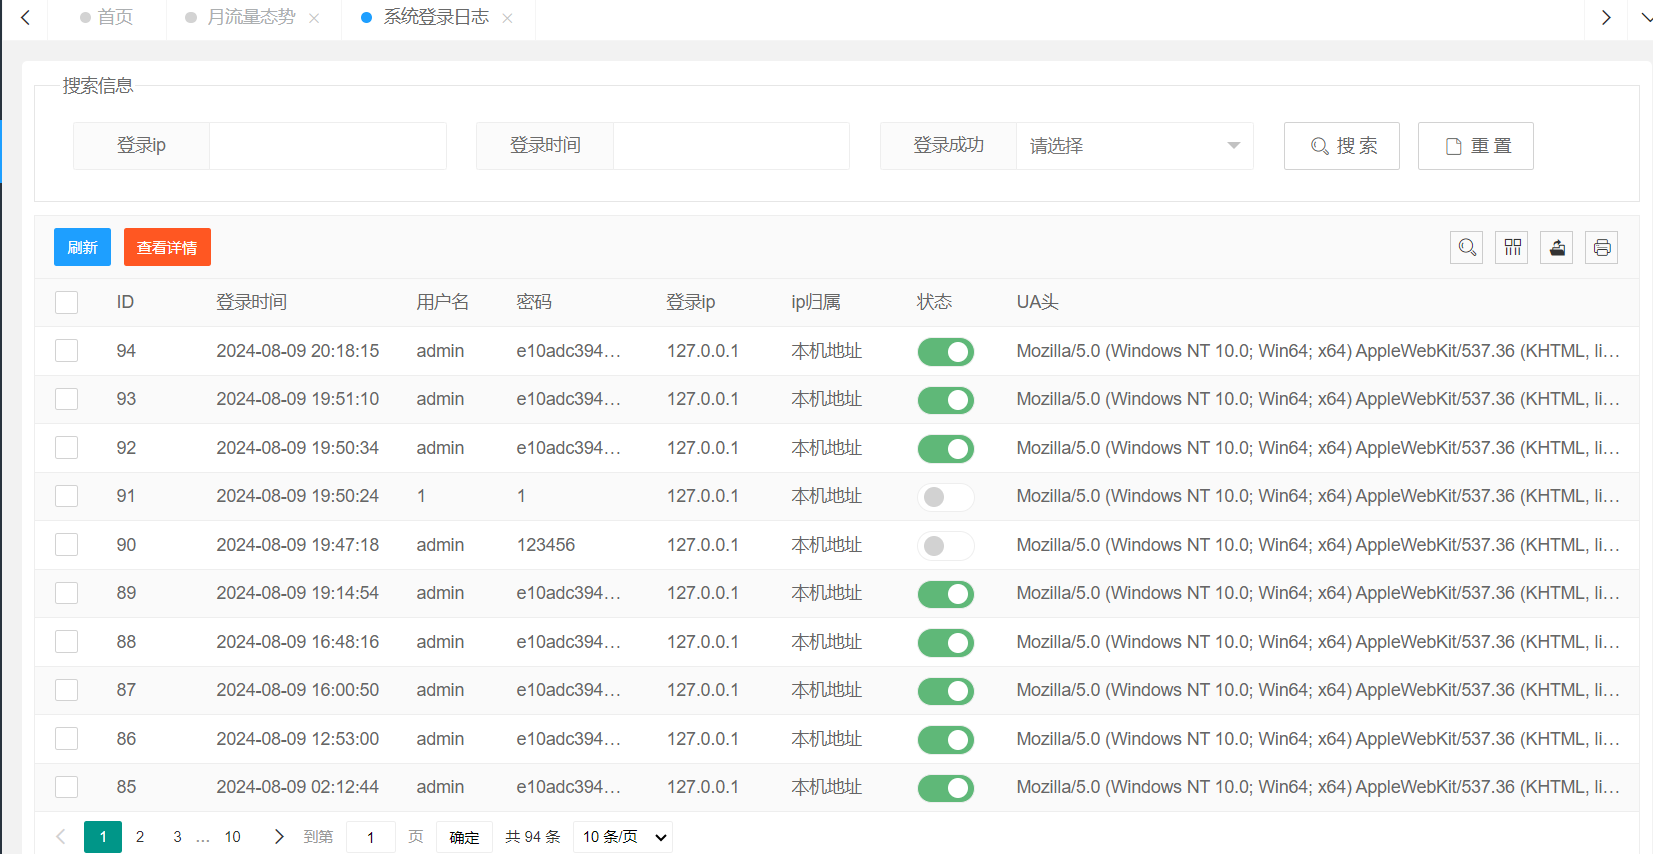 首页 月流量态势 系统登录日志
搜索信息
登录ip 登录时间 登录成功 请选择 搜 索 重 置
刷新 查看详情
ID 登录时间 用户名 密码 登录ip ip归属 状态 UA头
94 2024-08-09 20:18:15 admin e10adc394... 127.0.0.1 本机地址 Mozilla/5.0 (Windows NT 10.0; Win64; x64) AppleWebKit/537.36 (KHTML, li...
93 2024-08-09 19:51:10 admin e10adc394... 127.0.0.1 本机地址 Mozilla/5.0 (Windows NT 10.0; Win64; x64) AppleWebKit/537.36 (KHTML, li...
92 2024-08-09 19:50:34 admin e10adc394... 127.0.0.1 本机地址 Mozilla/5.0 (Windows NT 10.0; Win64; x64) AppleWebKit/537.36 (KHTML, li...
91 2024-08-09 19:50:24 1 1 127.0.0.1 本机地址 Mozilla/5.0 (Windows NT 10.0; Win64; x64) AppleWebKit/537.36 (KHTML, li...
90 2024-08-09 19:47:18 admin 123456 127.0.0.1 本机地址 Mozilla/5.0 (Windows NT 10.0; Win64; x64) AppleWebKit/537.36 (KHTML, li...
89 2024-08-09 19:14:54 admin e10adc394... 127.0.0.1 本机地址 Mozilla/5.0 (Windows NT 10.0; Win64; x64) AppleWebKit/537.36 (KHTML, li...
88 2024-08-09 16:48:16 admin e10adc394... 127.0.0.1 本机地址 Mozilla/5.0 (Windows NT 10.0; Win64; x64) AppleWebKit/537.36 (KHTML, li...
87 2024-08-09 16:00:50 admin e10adc394... 127.0.0.1 本机地址 Mozilla/5.0 (Windows NT 10.0; Win64; x64) AppleWebKit/537.36 (KHTML, li...
86 2024-08-09 12:53:00 admin e10adc394... 127.0.0.1 本机地址 Mozilla/5.0 (Windows NT 10.0; Win64; x64) AppleWebKit/537.36 (KHTML, li...
85 2024-08-09 02:12:44 admin e10adc394... 127.0.0.1 本机地址 Mozilla/5.0 (Windows NT 10.0; Win64; x64) AppleWebKit/537.36 (KHTML, li...
1 2 3 ... 10 到第 1 页 确定 共 94 条 10 条/页